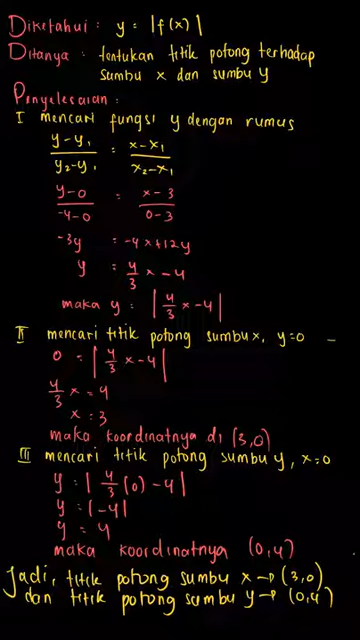 Diketahui : y = |f(x)|
Ditanya : tentukan titik potong terhadap
sumbu x dan sumbu y
Penyelesaian :
I mencari fungsi y dengan rumus
y-y₁/y₂-y₁ = x-x₁/x₂-x₁
y-0/-4-0 = x-3/0-3
-3y = -4x+12y
y = 4/3 x - 4
maka y = |4/3 x - 4|
II mencari titik potong sumbu x, y=0
0 = |4/3 x - 4|
4/3 x = 4
x = 3
maka koordinatnya di (3,0)
III mencari titik potong sumbu y, x=0
y = |4/3 (0) - 4|
y = |-4|
y = 4
maka koordinatnya (0,4)
Jadi, titik potong sumbu x → (3,0)
dan titik potong sumbu y → (0,4)